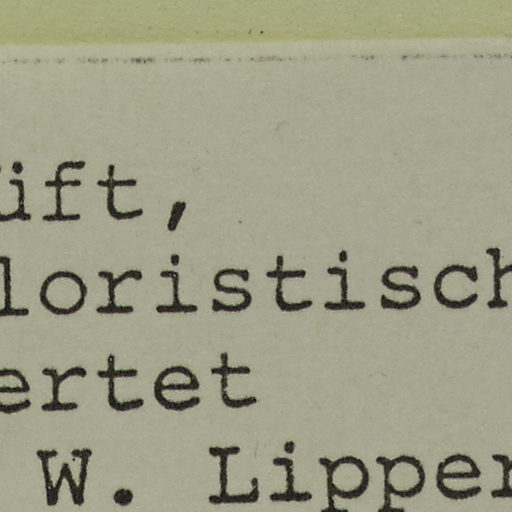 üft,
loristisch
ertet
W. Lipper